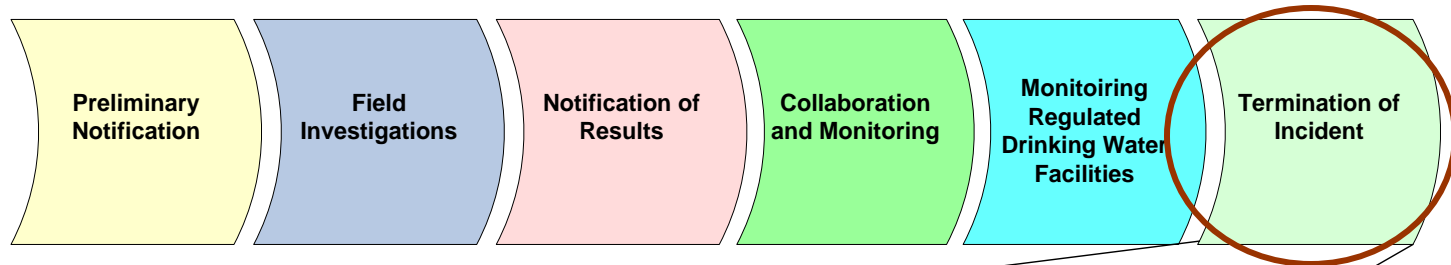 Preliminary
Notification
Field
Investigations
Notification of
Results
Collaboration
and Monitoring
Monitoiring
Regulated
Drinking Water
Facilities
Termination of
Incident